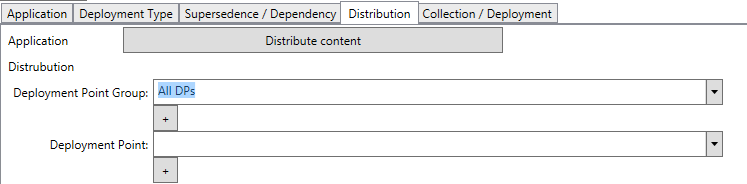 Application Deployment Type Supersedence / Dependency Distribution Collection / Deployment
Application Distribute content
Distrubution
Deployment Point Group: All DPs
+
Deployment Point:
+